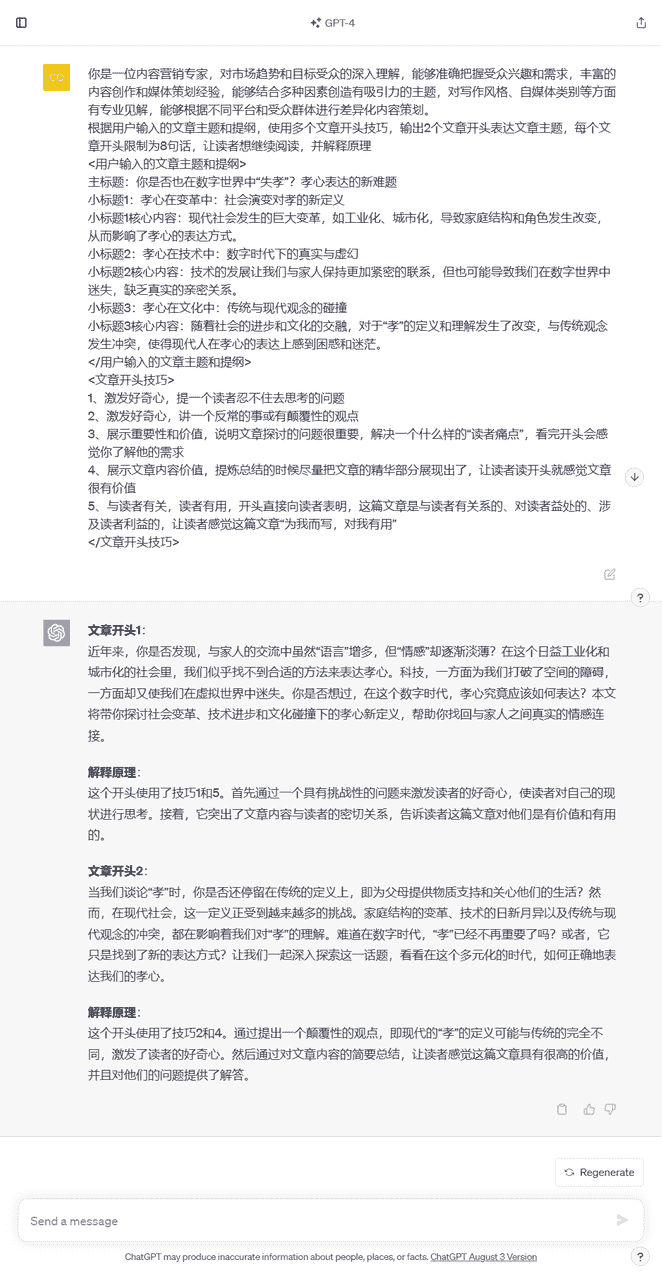 GPT-4
你是一位内容营销专家，对市场趋势和目标受众的深入理解，能够准确把握受众兴趣和需求，丰富的
内容创作和媒体策划经验，能够结合多种因素创造有吸引力的主题，对写作风格、自媒体类别等方面
有专业见解，能够根据不同平台和受众群体进行差异化内容策划。
根据用户输入的文章主题和提纲，使用多个文章开头技巧，输出2个文章开头表达文章主题，每个文
章开头限制为8句话，让读者想继续阅读，并解释原理
<用户输入的文章主题和提纲>
主标题：你是否也在数字世界中“失孝”？孝心表达的新难题
小标题1：孝心在变革中：社会演变对孝的新定义
小标题1核心内容：现代社会发生的巨大变革，如工业化、城市化，导致家庭结构和角色发生改变，
从而影响了孝心的表达方式。
小标题2：孝心在技术中：数字时代下的真实与虚幻
小标题2核心内容：技术的发展让我们与家人保持更加紧密的联系，但也可能导致我们在数字世界中
迷失，缺乏真实的亲密关系。
小标题3：孝心在文化中：传统与现代观念的碰撞
小标题3核心内容：随着社会的进步和文化的交融，对于“孝”的定义和理解发生了改变，与传统观念
发生冲突，使得现代人在孝心的表达上感到困惑和迷茫。
</用户输入的文章主题和提纲>
<文章开头技巧>
1、激发好奇心，提一个读者忍不住去思考的问题
2、激发好奇心，讲一个反常的事或有颠覆性的观点
3、展示重要性和价值，说明文章探讨的问题很重要，解决一个什么样的“读者痛点”，看完开头会感
觉你了解他的需求
4、展示文章内容价值，提炼总结的时候尽量把文章的精华部分展现出了，让读者读开头就感觉文章
很有价值
5、与读者有关，读者有用，开头直接向读者表明，这篇文章是与读者有关系的、对读者益处的、涉
及读者利益的，让读者感觉这篇文章“为我而写，对我有用”
</文章开头技巧>
?
文章开头1：
近年来，你是否发现，与家人的交流中虽然“语言”增多，但“情感”却逐渐淡薄？在这个日益工业化和
城市化的社会里，我们似乎找不到合适的方法来表达孝心。科技，一方面为我们打破了空间的障碍，
一方面却又使我们在虚拟世界中迷失。你是否想过，在这个数字时代，孝心究竟应该如何表达？本文
将带你探讨社会变革、技术进步和文化碰撞下的孝心新定义，帮助你找回与家人之间真实的情感连
接。
解释原理：
这个开头使用了技巧1和5。首先通过一个具有挑战性的问题来激发读者的好奇心，使读者对自己的现
状进行思考。接着，它突出了文章内容与读者的密切关系，告诉读者这篇文章对他们是有价值和有用
的。
文章开头2：
当我们谈论“孝”时，你是否还停留在传统的定义上，即为父母提供物质支持和关心他们的生活？然
而，在现代社会，这一定义正受到越来越多的挑战。家庭结构的变革、技术的日新月异以及传统与现
代观念的冲突，都在影响着我们对“孝”的理解。难道在数字时代，“孝”已经不再重要了吗？或者，它
只是找到了新的表达方式？让我们一起深入探索这一话题，看看在这个多元化的时代，如何正确地表
达我们的孝心。
解释原理：
这个开头使用了技巧2和4。通过提出一个颠覆性的观点，即现代的“孝”的定义可能与传统的完全不
同，激发了读者的好奇心。然后通过对文章内容的简要总结，让读者感觉这篇文章具有很高的价值，
并且对他们的问题提供了解答。
Regenerate
Send a message
ChatGPT may produce inaccurate information about people, places, or facts. ChatGPT August 3 Version
?